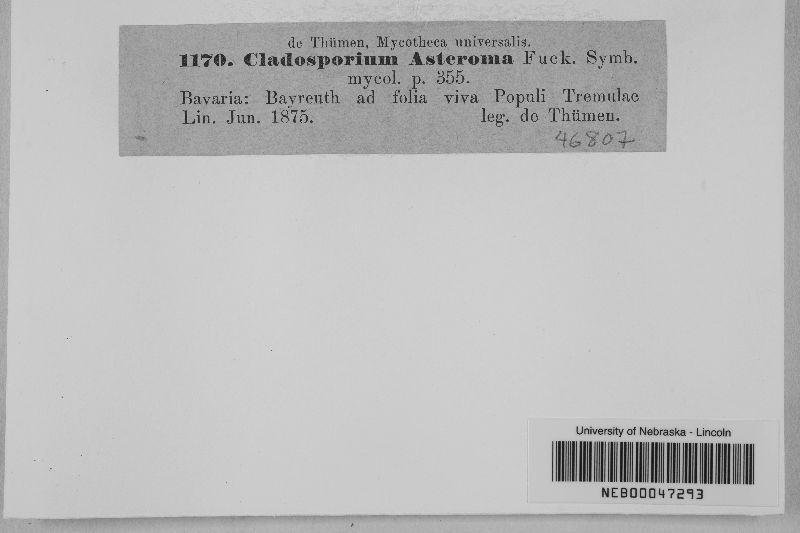 de Thümen, Mycotheca universalis.
1170. Cladosporium Asteroma Fuck. Symb.
mycol. p. 355.
Bavaria: Bayreuth ad folia viva Populi Tremulae
Lin. Jun. 1875. leg. de Thümen.
46807
University of Nebraska - Lincoln
NEB00047293